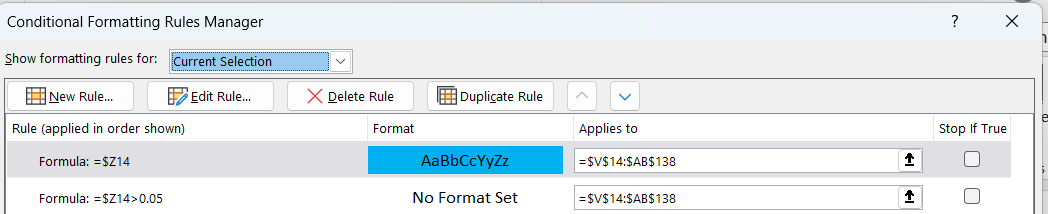 Conditional Formatting Rules Manager ? ×
Show formatting rules for: Current Selection
New Rule... Edit Rule... Delete Rule Duplicate Rule
Rule (applied in order shown) Format Applies to Stop If True
Formula: =$Z14 AaBbCcYyZz =$V$14:$AB$138
Formula: =$Z14>0.05 No Format Set =$V$14:$AB$138